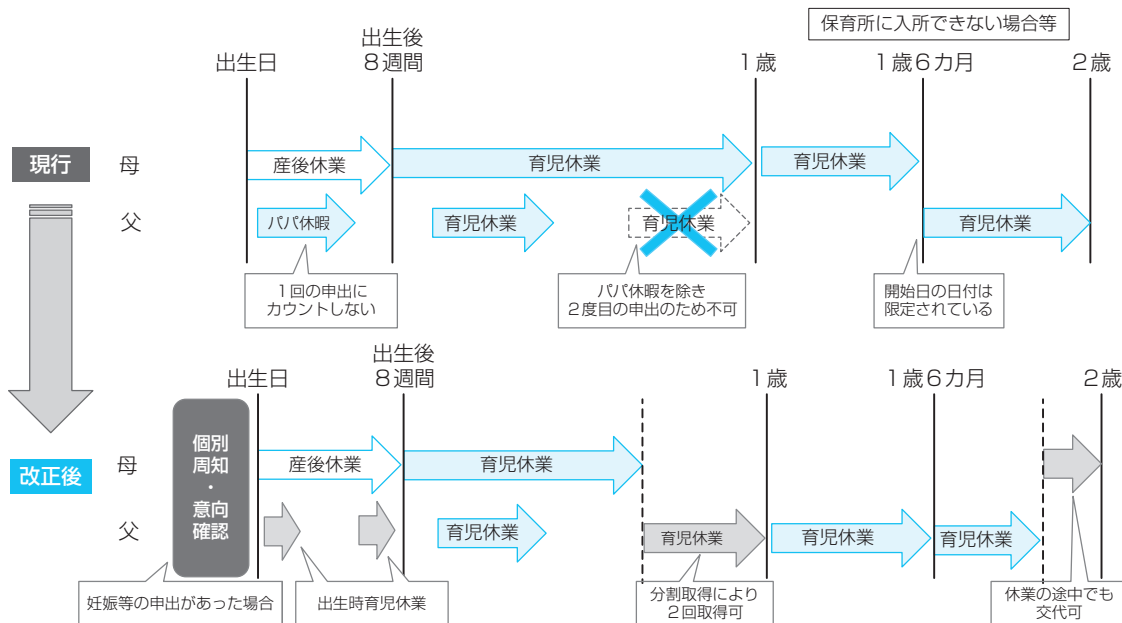 保育所に入所できない場合等
出生日
出生後
8週間
1歳
1歳6カ月
2歳
現行
母
産後休業
育児休業
育児休業
父
パパ休暇
育児休業
育児休業
育児休業
1回の申出に
カウントしない
パパ休暇を除き
2度目の申出のため不可
開始日の日付は
限定されている
出生日
出生後
8週間
1歳
1歳6カ月
2歳
改正後
個別
周知
・
意向
確認
母
産後休業
育児休業
父
育児休業
育児休業
育児休業
育児休業
妊娠等の申出があった場合
出生時育児休業
分割取得により
2回取得可
休業の途中でも
交代可